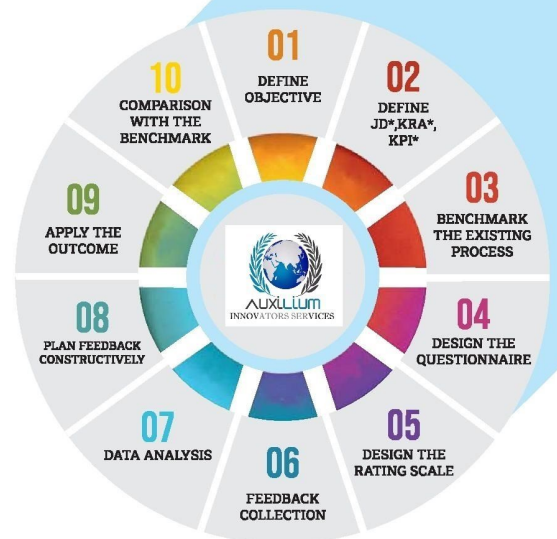 01
DEFINE
OBJECTIVE
02
DEFINE
JD*,KRA*,
KPI*
03
BENCHMARK
THE EXISTING
PROCESS
04
DESIGN THE
QUESTIONNAIRE
05
DESIGN THE
RATING SCALE
06
FEEDBACK
COLLECTION
07
DATA ANALYSIS
08
PLAN FEEDBACK
CONSTRUCTIVELY
09
APPLY THE
OUTCOME
10
COMPARISON
WITH THE
BENCHMARK
AUXILLIUM
INNOVATORS SERVICES